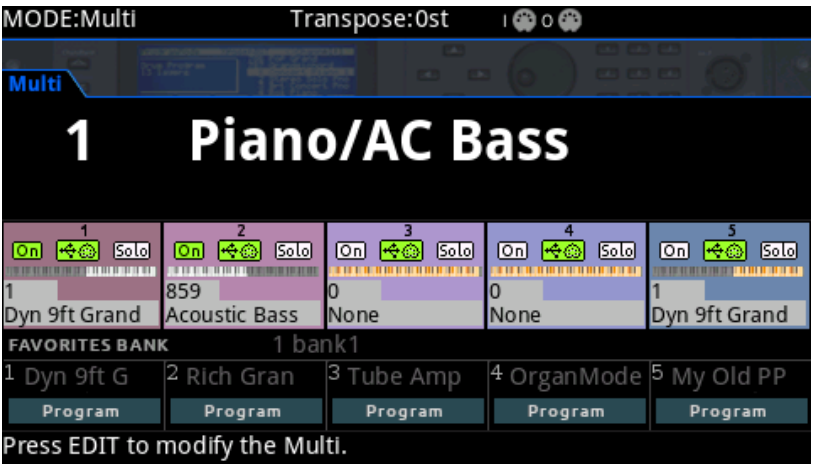 MODE:Multi Transpose:0st I O
Multi
1 Piano/AC Bass
1 2 3 4 5
On Solo On Solo On Solo On Solo On Solo
1 859 0 0 1
Dyn 9ft Grand Acoustic Bass None None Dyn 9ft Grand
FAVORITES BANK 1 bank1
1 Dyn 9ft G 2 Rich Gran 3 Tube Amp 4 OrganMode 5 My Old PP
Program Program Program Program Program
Press EDIT to modify the Multi.